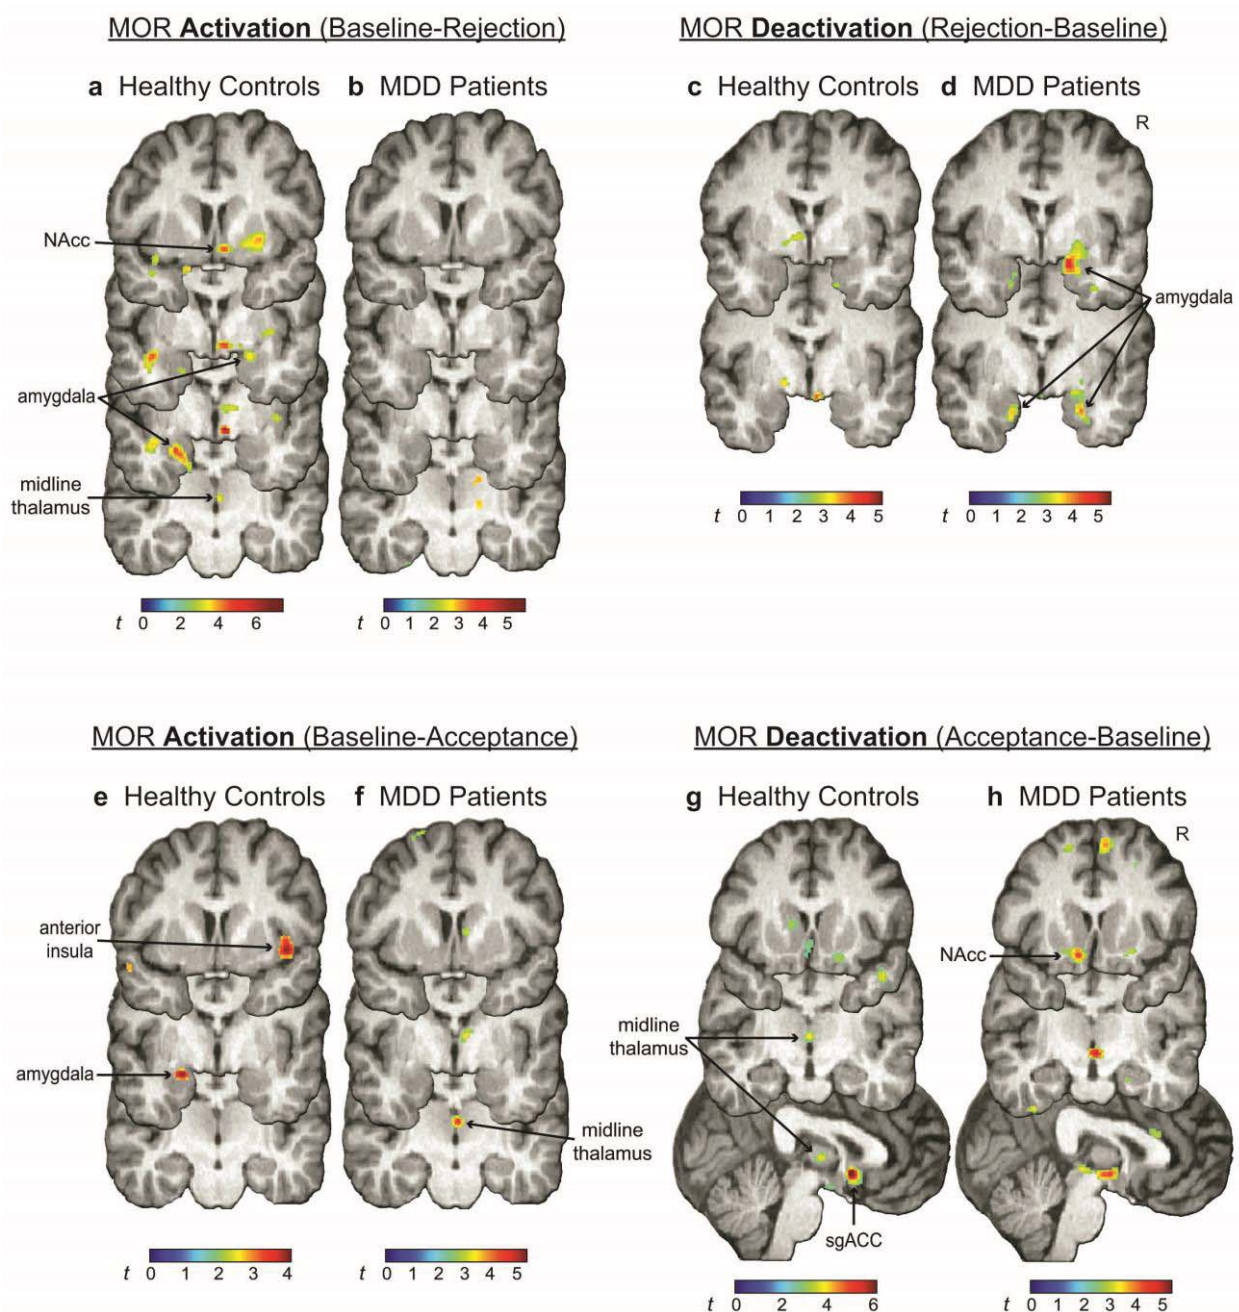 MOR Activation (Baseline-Rejection)
MOR Deactivation (Rejection-Baseline)
a Healthy Controls
b MDD Patients
c Healthy Controls
d MDD Patients
R
NAcc
amygdala
midline
thalamus
amygdala
t 0 2 4 6
t 0 1 2 3 4 5
t 0 1 2 3 4 5
t 0 1 2 3 4 5
MOR Activation (Baseline-Acceptance)
MOR Deactivation (Acceptance-Baseline)
e Healthy Controls
f MDD Patients
g Healthy Controls
h MDD Patients
R
anterior
insula
amygdala
midline
thalamus
midline
thalamus
sgACC
NAcc
t 0 1 2 3 4
t 0 1 2 3 4 5
t 0 2 4 6
t 0 1 2 3 4 5